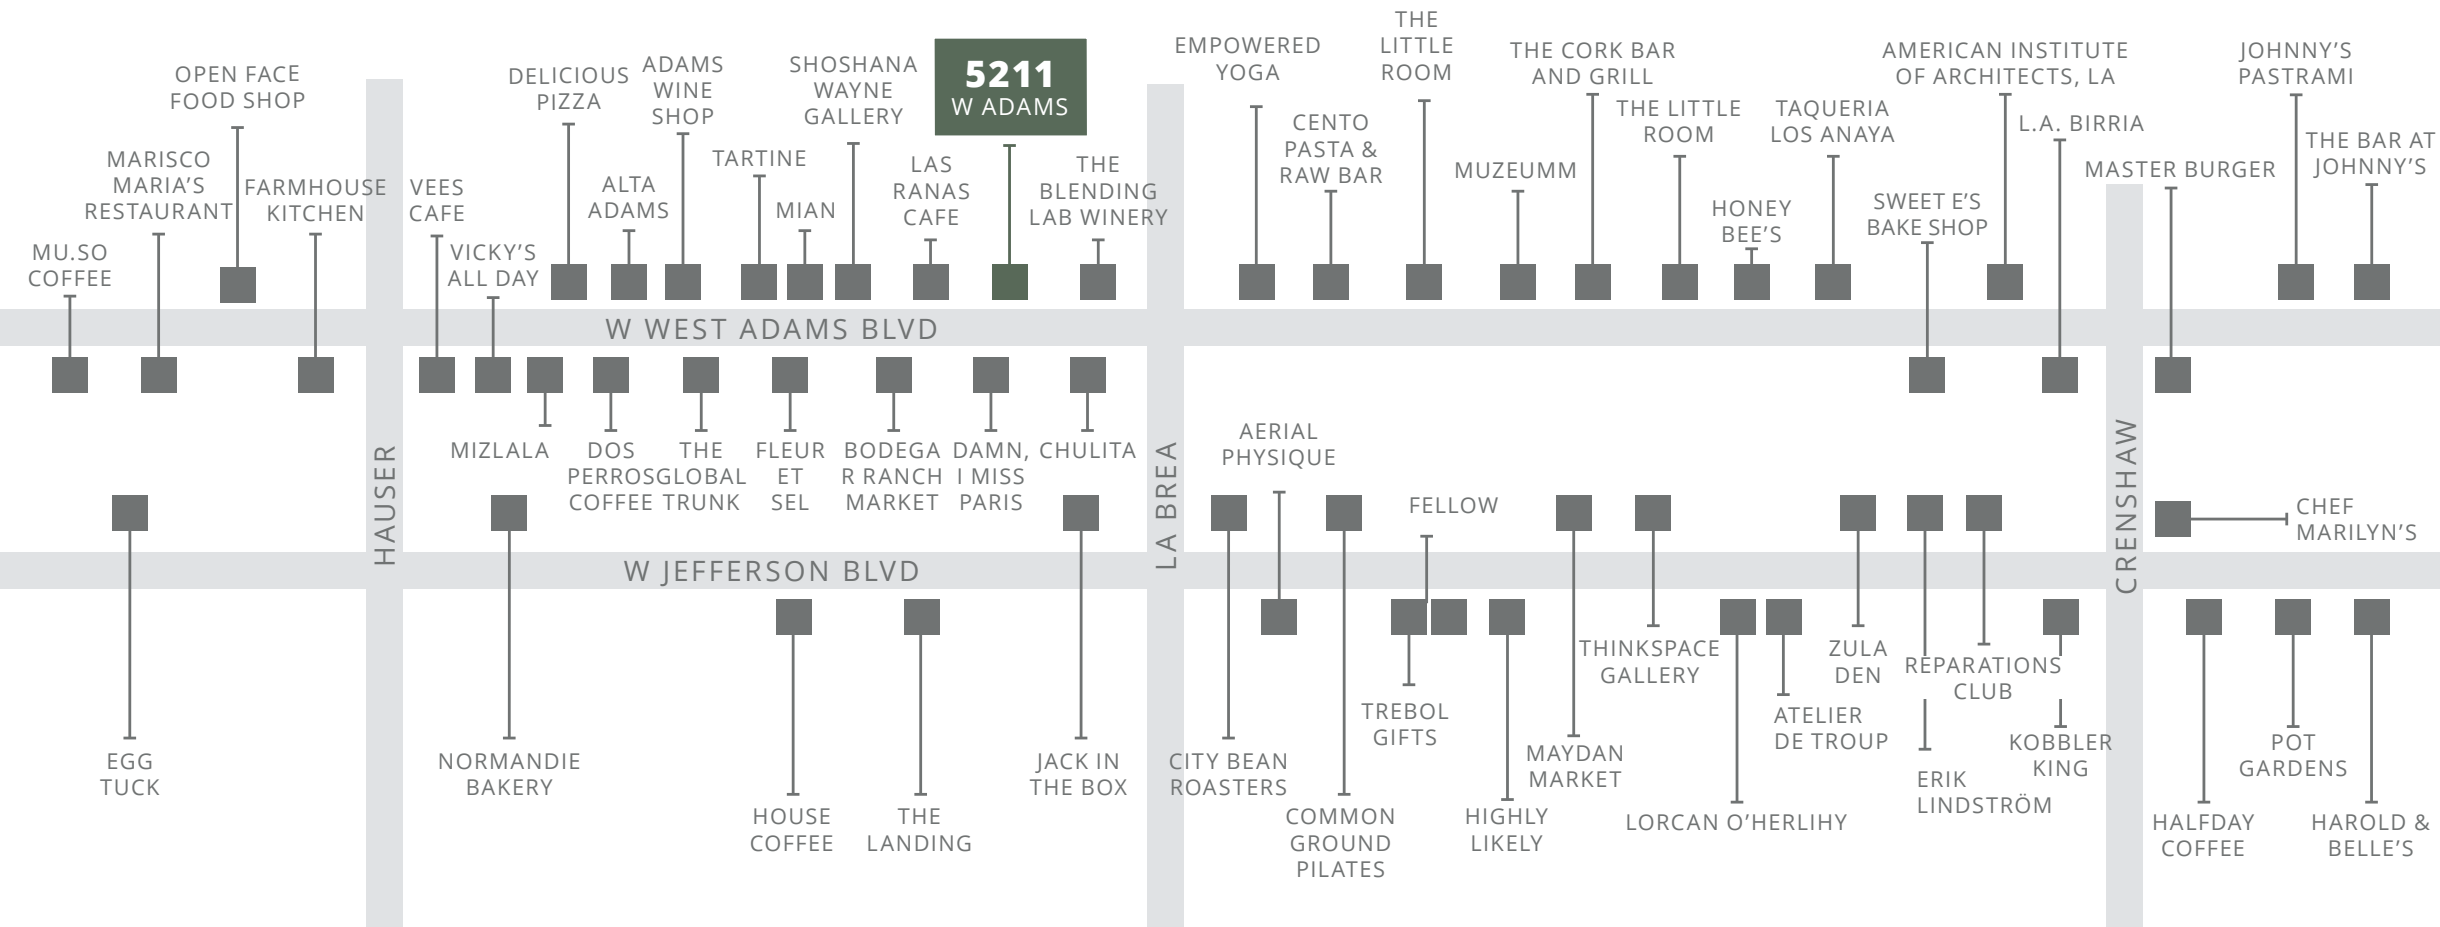 OPEN FACE
FOOD SHOP
MARISCO
MARIA'S
RESTAURANT
FARMHOUSE
KITCHEN
MU.SO
COFFEE
VEES
CAFE
VICKY'S
ALL DAY
DELICIOUS
PIZZA
ALTA
ADAMS
ADAMS
WINE
SHOP
TARTINE
MIAN
SHOSHANA
WAYNE
GALLERY
LAS
RANAS
CAFE
5211
W ADAMS
THE
BLENDING
LAB WINERY
EMPOWERED
YOGA
CENTO
PASTA &
RAW BAR
THE
LITTLE
ROOM
MUZEUMM
THE CORK BAR
AND GRILL
THE LITTLE
ROOM
HONEY
BEE'S
TAQUERIA
LOS ANAYA
SWEET E'S
BAKE SHOP
AMERICAN INSTITUTE
OF ARCHITECTS, LA
L.A. BIRRIA
MASTER BURGER
JOHNNY'S
PASTRAMI
THE BAR AT
JOHNNY'S
W WEST ADAMS BLVD
MIZLALA
DOS
PERROS
COFFEE
THE
GLOBAL
TRUNK
FLEUR
ET
SEL
BODEGA
R RANCH
MARKET
DAMN,
I MISS
PARIS
CHULITA
AERIAL
PHYSIQUE
FELLOW
CHEF
MARILYN'S
HAUSER
LA BREA
CRENSHAW
W JEFFERSON BLVD
EGG
TUCK
NORMANDIE
BAKERY
HOUSE
COFFEE
THE
LANDING
JACK IN
THE BOX
CITY BEAN
ROASTERS
COMMON
GROUND
PILATES
TREBOL
GIFTS
HIGHLY
LIKELY
MAYDAN
MARKET
THINKSPACE
GALLERY
LORCAN O'HERLIHY
ATELIER
DE TROUP
ZULA
DEN
REPARATIONS
CLUB
ERIK
LINDSTRÖM
KOBBLER
KING
HALFDAY
COFFEE
POT
GARDENS
HAROLD &
BELLE'S